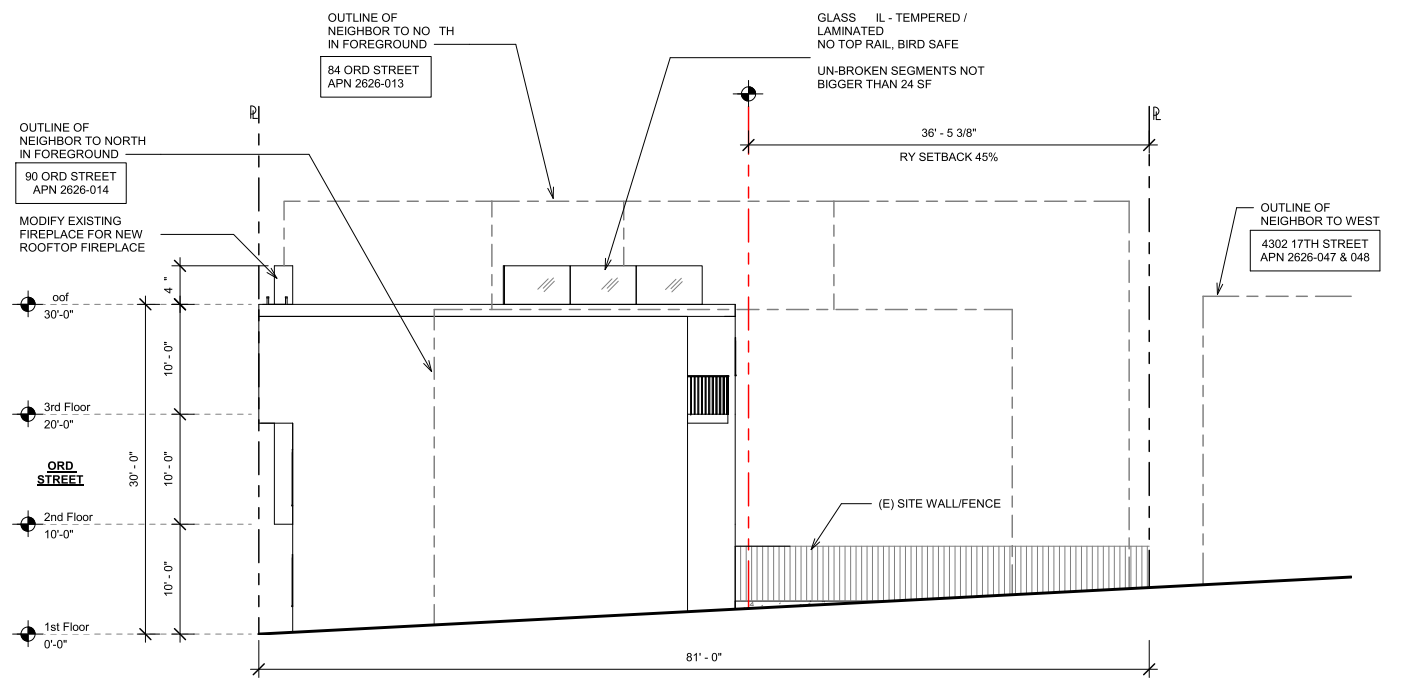 OUTLINE OF
NEIGHBOR TO NO TH
IN FOREGROUND
84 ORD STREET
APN 2626-013
GLASS IL - TEMPERED /
LAMINATED
NO TOP RAIL, BIRD SAFE
UN-BROKEN SEGMENTS NOT
BIGGER THAN 24 SF
PL
PL
OUTLINE OF
NEIGHBOR TO NORTH
IN FOREGROUND
90 ORD STREET
APN 2626-014
36' - 5 3/8"
RY SETBACK 45%
MODIFY EXISTING
FIREPLACE FOR NEW
ROOFTOP FIREPLACE
OUTLINE OF
NEIGHBOR TO WEST
4302 17TH STREET
APN 2626-047 & 048
4 "
oof
30'-0"
10' - 0"
3rd Floor
20'-0"
ORD
STREET
30' - 0"
10' - 0"
(E) SITE WALL/FENCE
2nd Floor
10'-0"
10' - 0"
1st Floor
0'-0"
81' - 0"